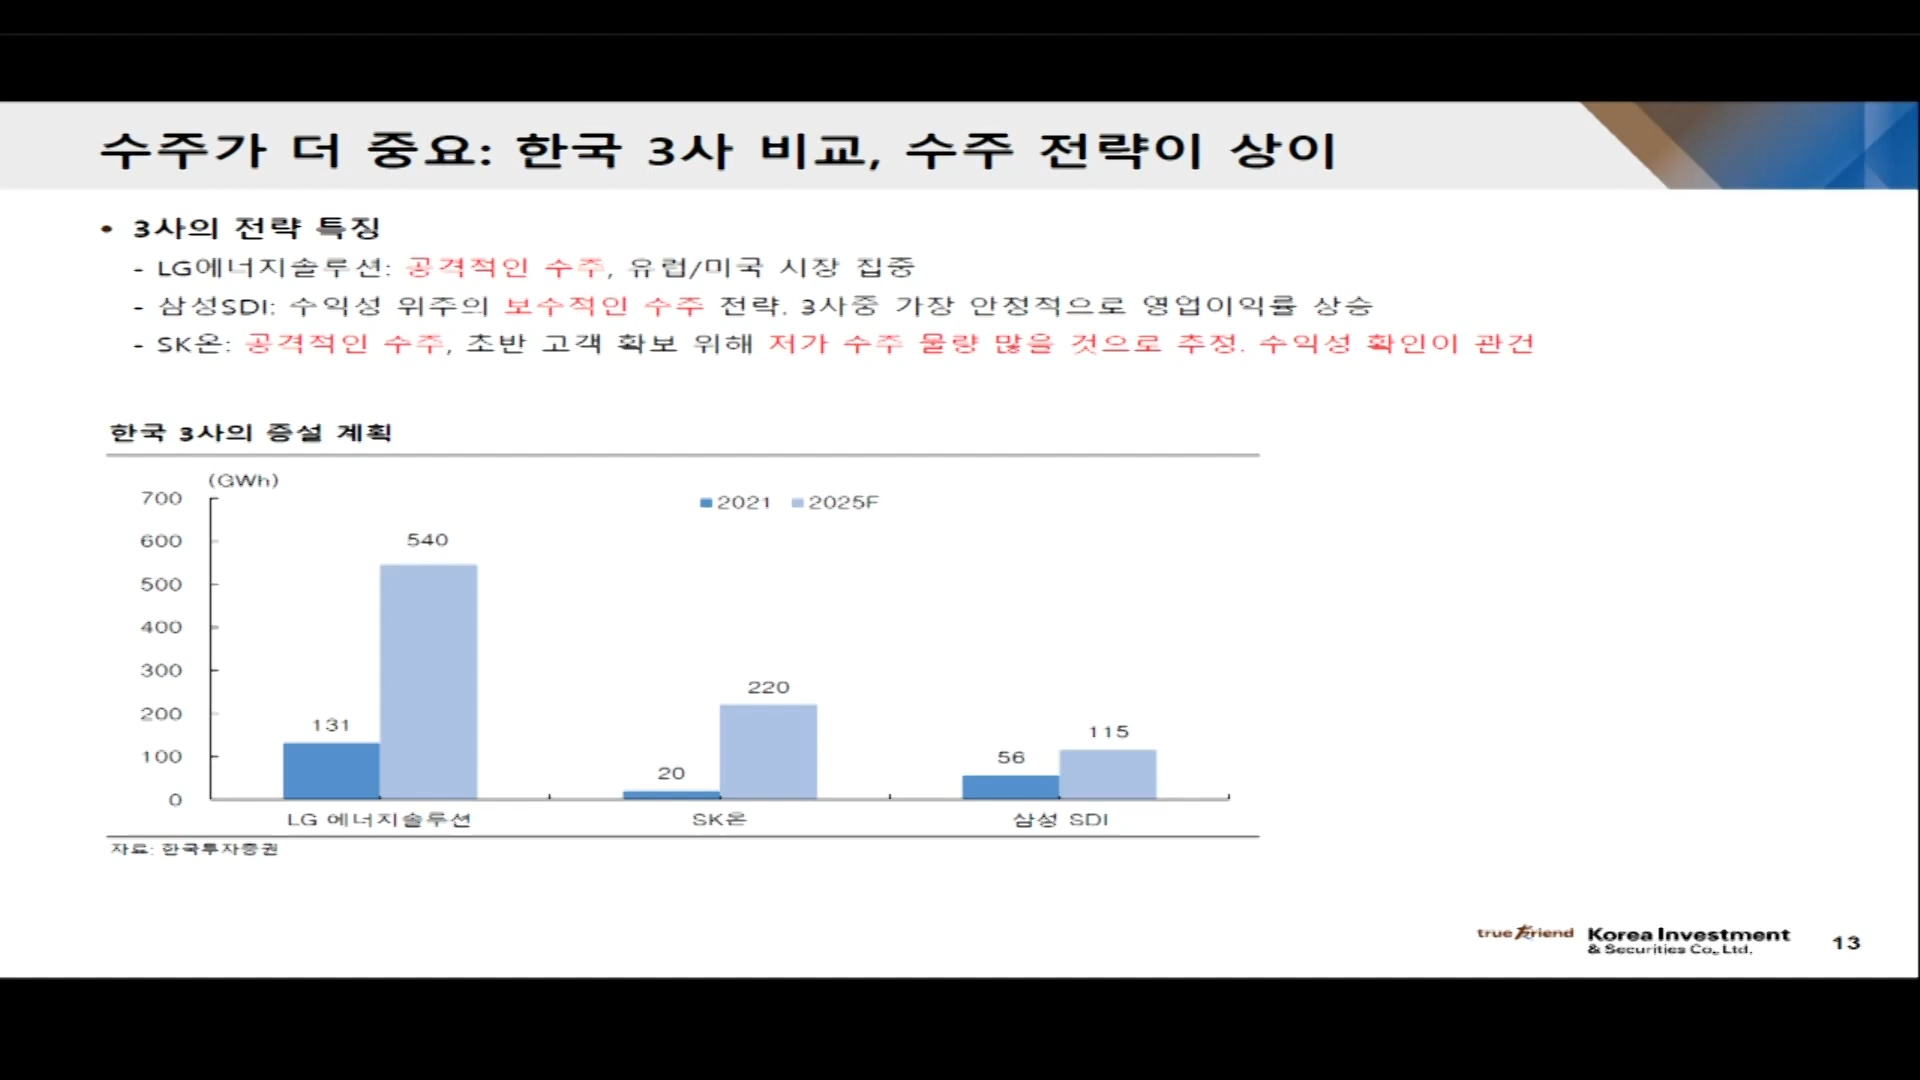 수주가 더 중요: 한국 3사 비교, 수주 전략이 상이
• 3사의 전략 특징
- LG에너지솔루션: 공격적인 수주, 유럽/미국 시장 집중
- 삼성SDI: 수익성 위주의 보수적인 수주 전략. 3사중 가장 안정적으로 영업이익률 상승
- SK온: 공격적인 수주, 초반 고객 확보 위해 저가 수주 물량 많을 것으로 추정. 수익성 확인이 관건
한국 3사의 증설 계획
(GWh)
2021 2025F
700
600
500
400
300
200
100
0
131 540
20 220
56 115
LG 에너지솔루션 SK온 삼성 SDI
자료: 한국투자증권
true Friend Korea Investment
& Securities Co., Ltd.
13